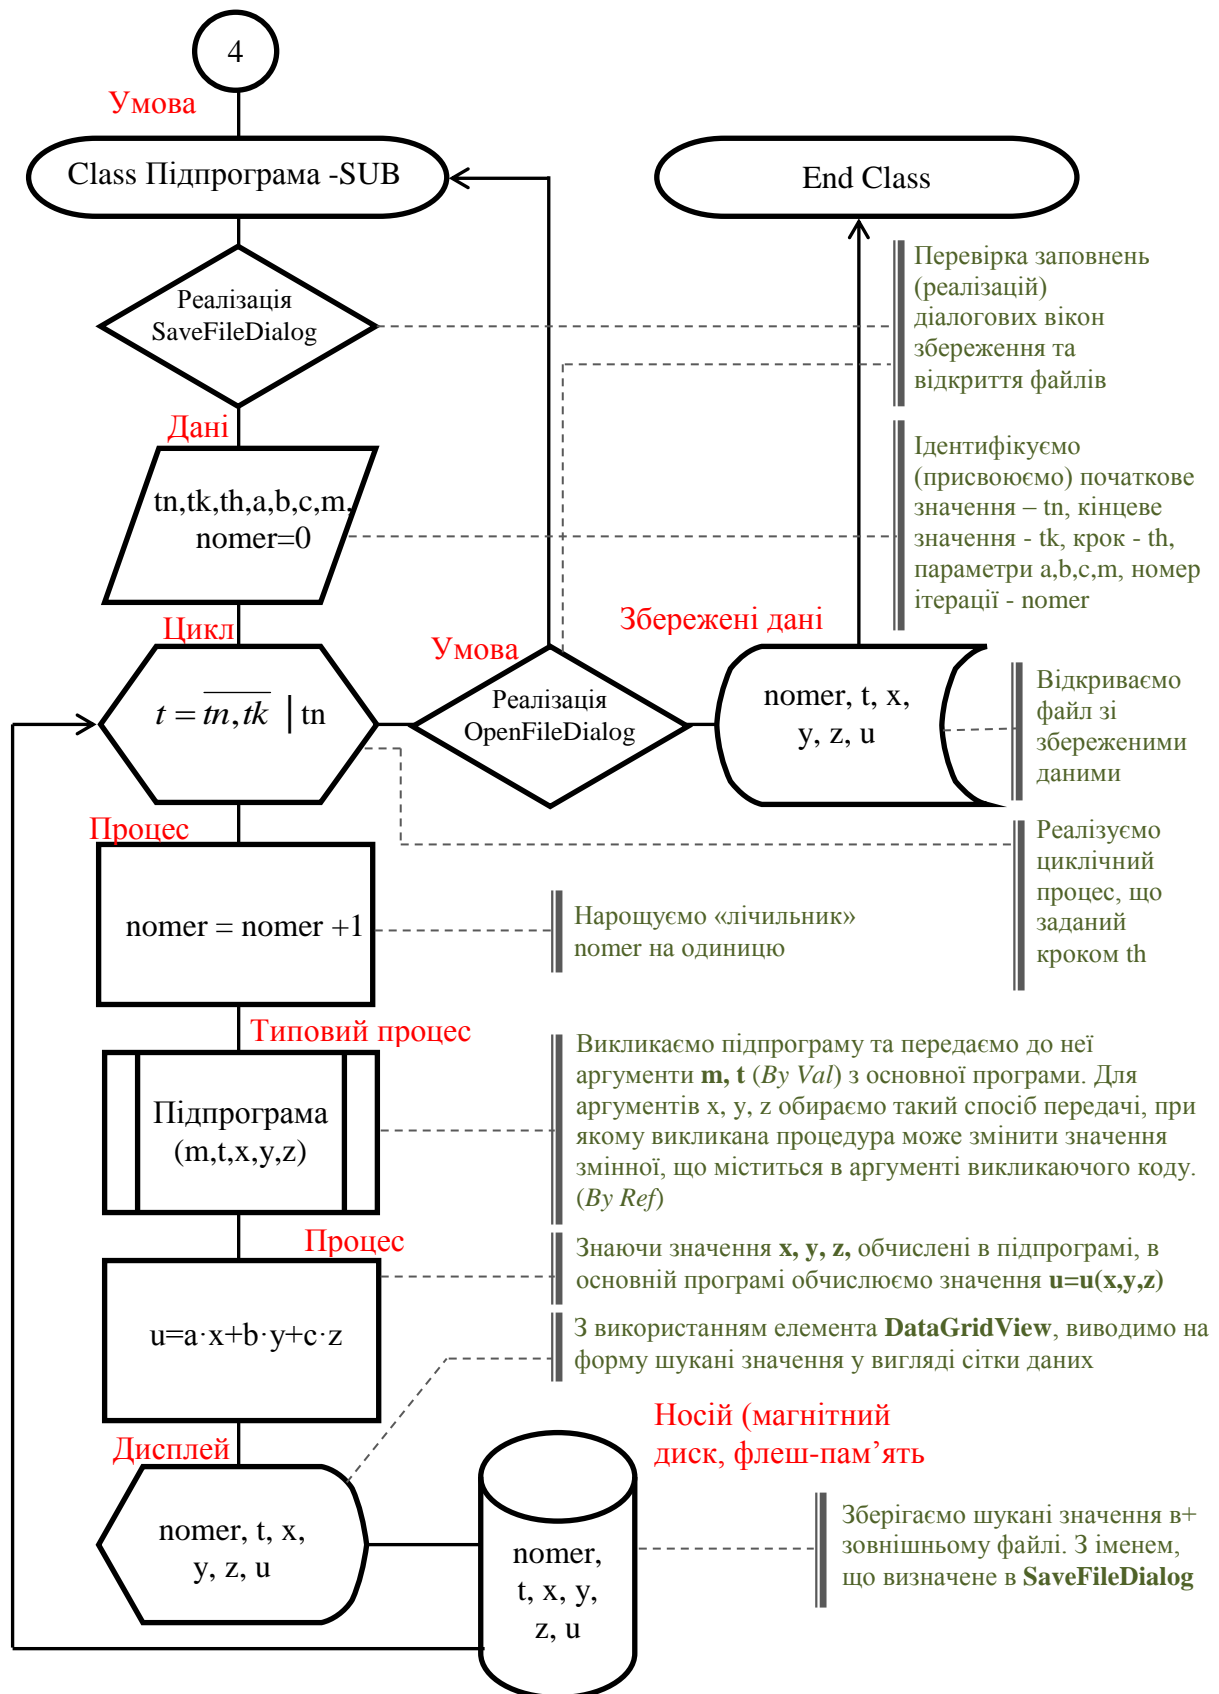 4
Умова
Class Підпрограма -SUB
End Class
Реалізація
SaveFileDialog
Перевірка заповнень
(реалізацій)
діалогових вікон
збереження та
відкриття файлів
Дані
tn,tk,th,a,b,c,m,
nomer=0
Ідентифікуємо
(присвоюємо) початкове
значення – tn, кінцеве
значення - tk, крок - th,
параметри a,b,c,m, номер
ітерації - nomer
Цикл
t = tn, tk | tn
Умова
Реалізація
OpenFileDialog
Збережені дані
nomer, t, x,
y, z, u
Відкриваємо
файл зі
збереженими
даними
Процес
nomer = nomer +1
Нарощуємо «лічильник»
nomer на одиницю
Реалізуємо
циклічний
процес, що
заданий
кроком th
Типовий процес
Підпрограма
(m,t,x,y,z)
Викликаємо підпрограму та передаємо до неї
аргументи m, t (By Val) з основної програми. Для
аргументів x, y, z обираємо такий спосіб передачі, при
якому викликана процедура може змінити значення
змінної, що міститься в аргументі викликаючого коду.
(By Ref)
Процес
u=a·x+b·y+c·z
Знаючи значення x, y, z, обчислені в підпрограмі, в
основній програмі обчислюємо значення u=u(x,y,z)
З використанням елемента DataGridView, виводимо на
форму шукані значення у вигляді сітки даних
Дисплей
nomer, t, x,
y, z, u
Носій (магнітний
диск, флеш-пам’ять
nomer,
t, x, y,
z, u
Зберігаємо шукані значення в+
зовнішньому файлі. З іменем,
що визначене в SaveFileDialog